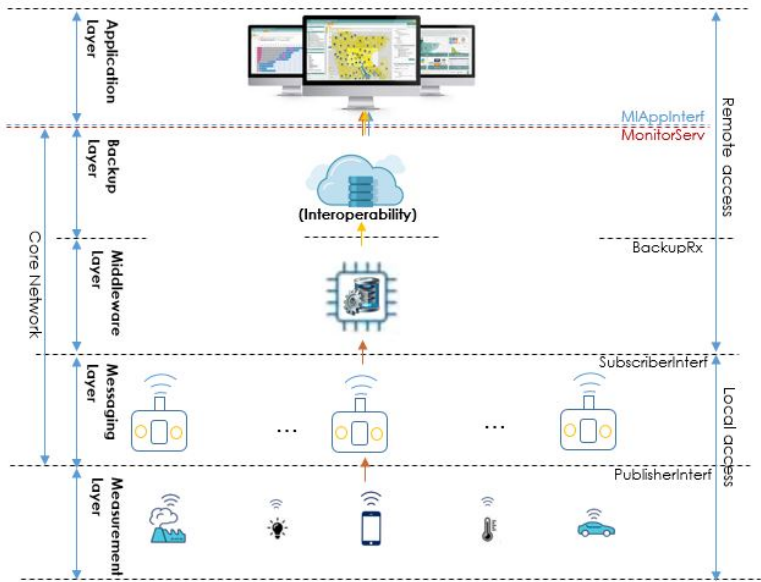 Application
Layer
MIAppInterf
MonitorServ
Remote access
Backup
Layer
(Interoperability)
BackupRx
Core Network
Middleware
Layer
SubscriberInterf
Messaging
Layer
...
...
Local access
PublisherInterf
Measurement
Layer